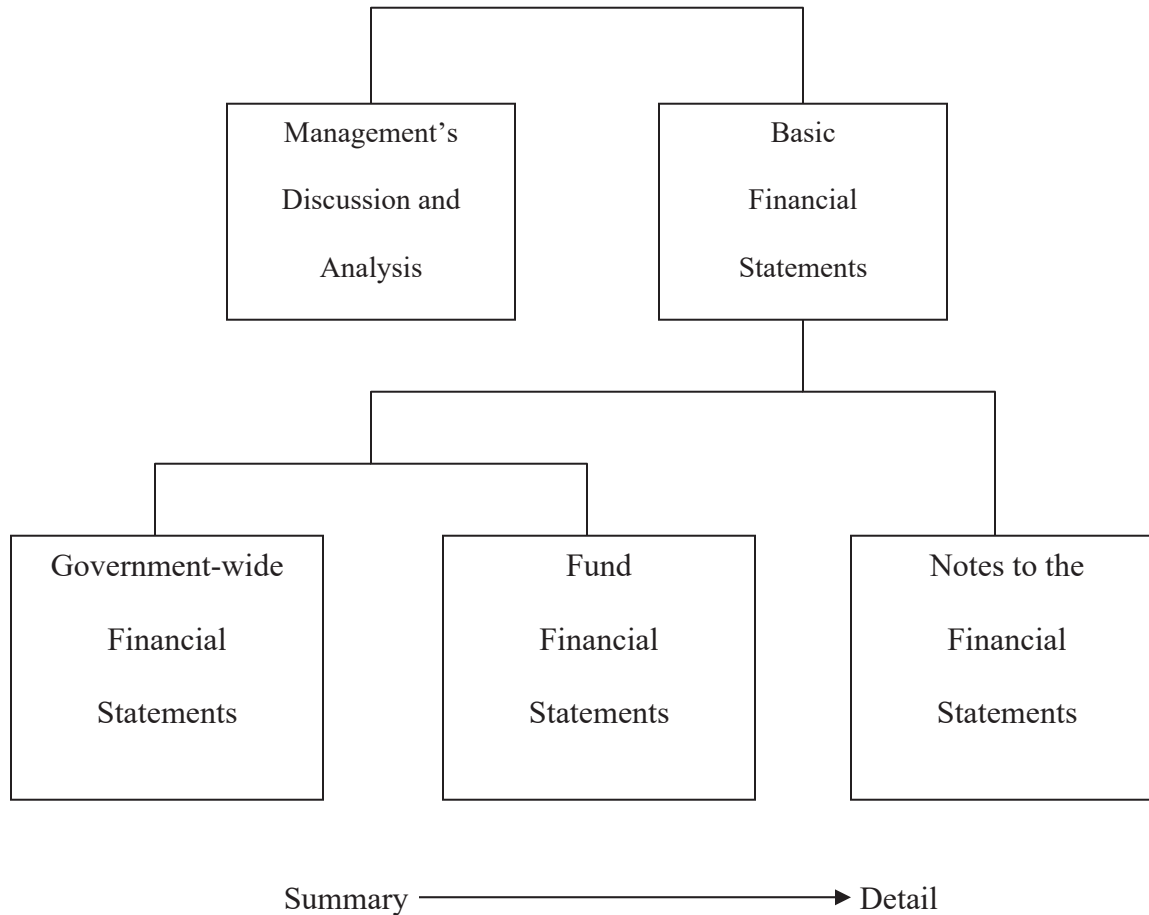 Management’s
Discussion and
Analysis
Basic
Financial
Statements
Government-wide
Financial
Statements
Fund
Financial
Statements
Notes to the
Financial
Statements
Summary
Detail